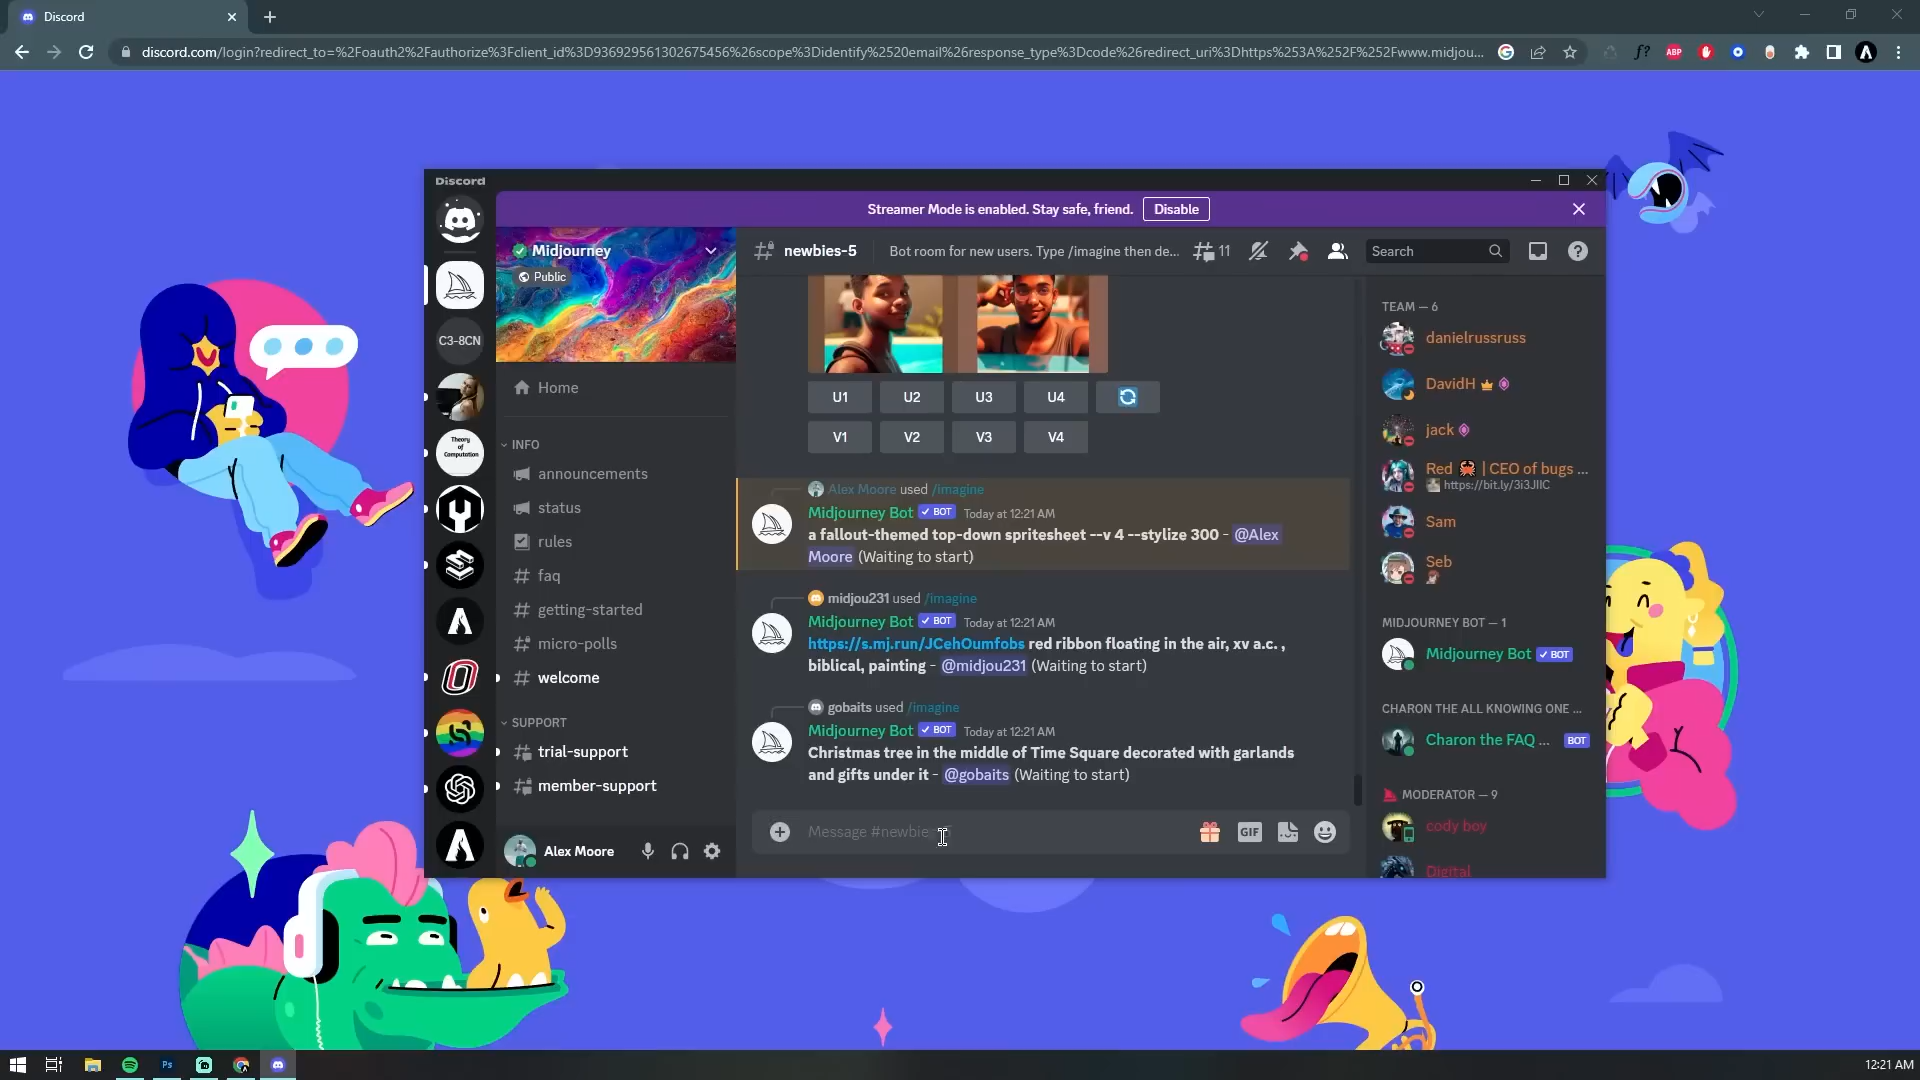 Discord
discord.com/login?redirect_to=%2Foauth2%2Fauthorize%3Fclient_id%3D936929561302675456%26scope%3Didentify%2520email%26response_type%3Dcode%26redirect_uri%3Dhttps%253A%252F%252Fwww.midjou...
f?
ABP
Discord
Streamer Mode is enabled. Stay safe, friend.
Disable
Midjourney
Public
C3-8CN
Theory of Computation
Home
INFO
announcements
status
rules
faq
getting-started
micro-polls
welcome
SUPPORT
trial-support
member-support
Alex Moore
newbies-5
Bot room for new users. Type /imagine then de...
11
Search
U1 U2 U3 U4
V1 V2 V3 V4
Alex Moore used /imagine
Midjourney Bot ✓ BOT Today at 12:21 AM
a fallout-themed top-down spritesheet --v 4 --stylize 300 - @Alex
Moore (Waiting to start)
midjou231 used /imagine
Midjourney Bot ✓ BOT Today at 12:21 AM
https://s.mj.run/JCehOumfobs red ribbon floating in the air, xv a.c. ,
biblical, painting - @midjou231 (Waiting to start)
gobaits used /imagine
Midjourney Bot ✓ BOT Today at 12:21 AM
Christmas tree in the middle of Time Square decorated with garlands
and gifts under it - @gobaits (Waiting to start)
Message #newbie
GIF
TEAM — 6
danielrussruss
DavidH
jack
Red 🦀 | CEO of bugs ...
https://bit.ly/3i3JIIC
Sam
Seb
MIDJOURNEY BOT — 1
Midjourney Bot ✓ BOT
CHARON THE ALL KNOWING ONE ...
Charon the FAQ ... BOT
MODERATOR — 9
cody boy
Digital
Ps
12:21 AM